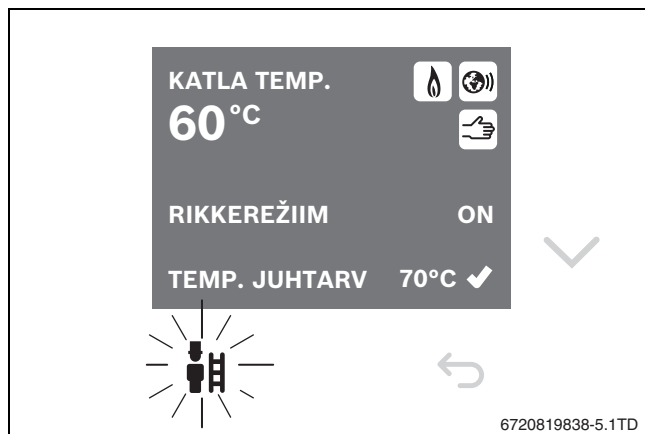 KATLA TEMP.
60°C
RIKKEREŽIIM ON
TEMP. JUHTARV 70°C
6720819838-5.1TD